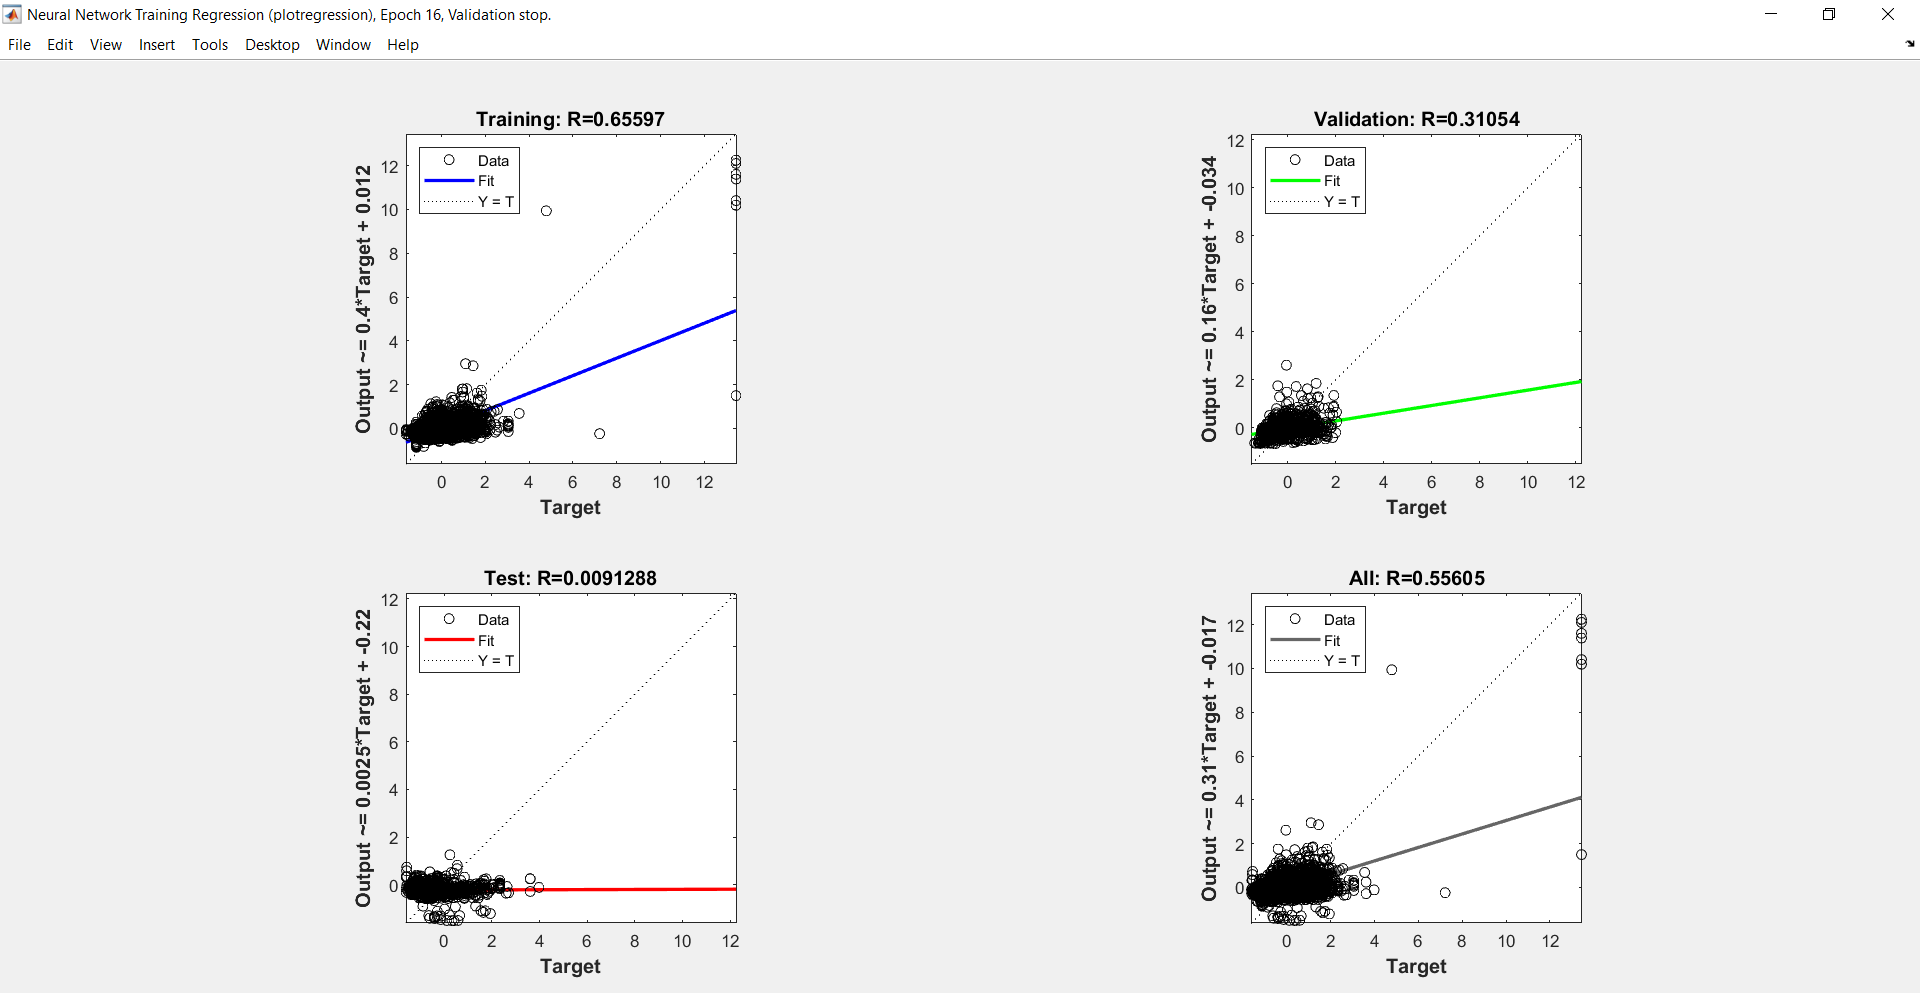 Neural Network Training Regression (plotregression), Epoch 16, Validation stop.
File Edit View Insert Tools Desktop Window Help
Training: R=0.65597
Output ~= 0.4*Target + 0.012
12
10
8
6
4
2
0
Data
Fit
Y = T
0 2 4 6 8 10 12
Target
Validation: R=0.31054
Output ~= 0.16*Target + -0.034
12
10
8
6
4
2
0
Data
Fit
Y = T
0 2 4 6 8 10 12
Target
Test: R=0.0091288
Output ~= 0.0025*Target + -0.22
12
10
8
6
4
2
0
Data
Fit
Y = T
0 2 4 6 8 10 12
Target
All: R=0.55605
Output ~= 0.31*Target + -0.017
12
10
8
6
4
2
0
Data
Fit
Y = T
0 2 4 6 8 10 12
Target